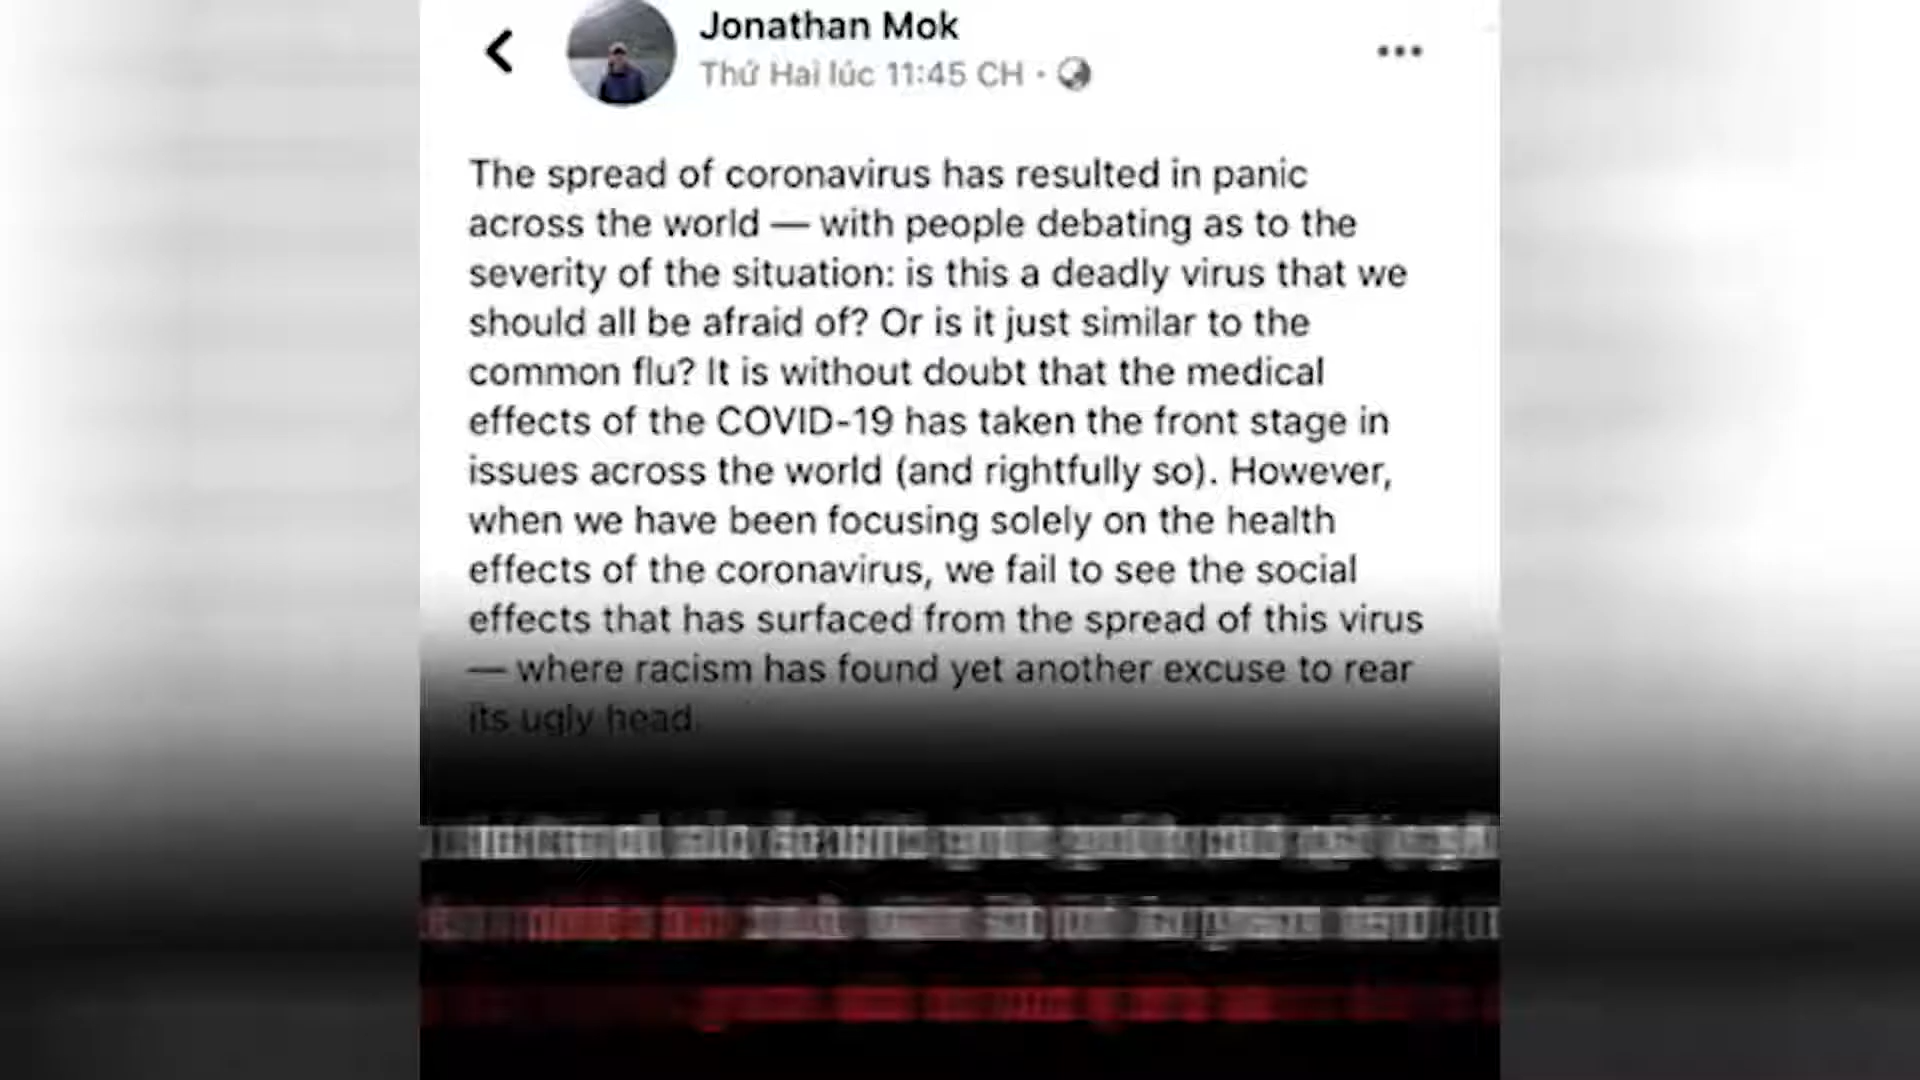 Jonathan Mok
Thứ Hai lúc 11:45 CH ·
The spread of coronavirus has resulted in panic
across the world — with people debating as to the
severity of the situation: is this a deadly virus that we
should all be afraid of? Or is it just similar to the
common flu? It is without doubt that the medical
effects of the COVID-19 has taken the front stage in
issues across the world (and rightfully so). However,
when we have been focusing solely on the health
effects of the coronavirus, we fail to see the social
effects that has surfaced from the spread of this virus
— where racism has found yet another excuse to rear
its ugly head.